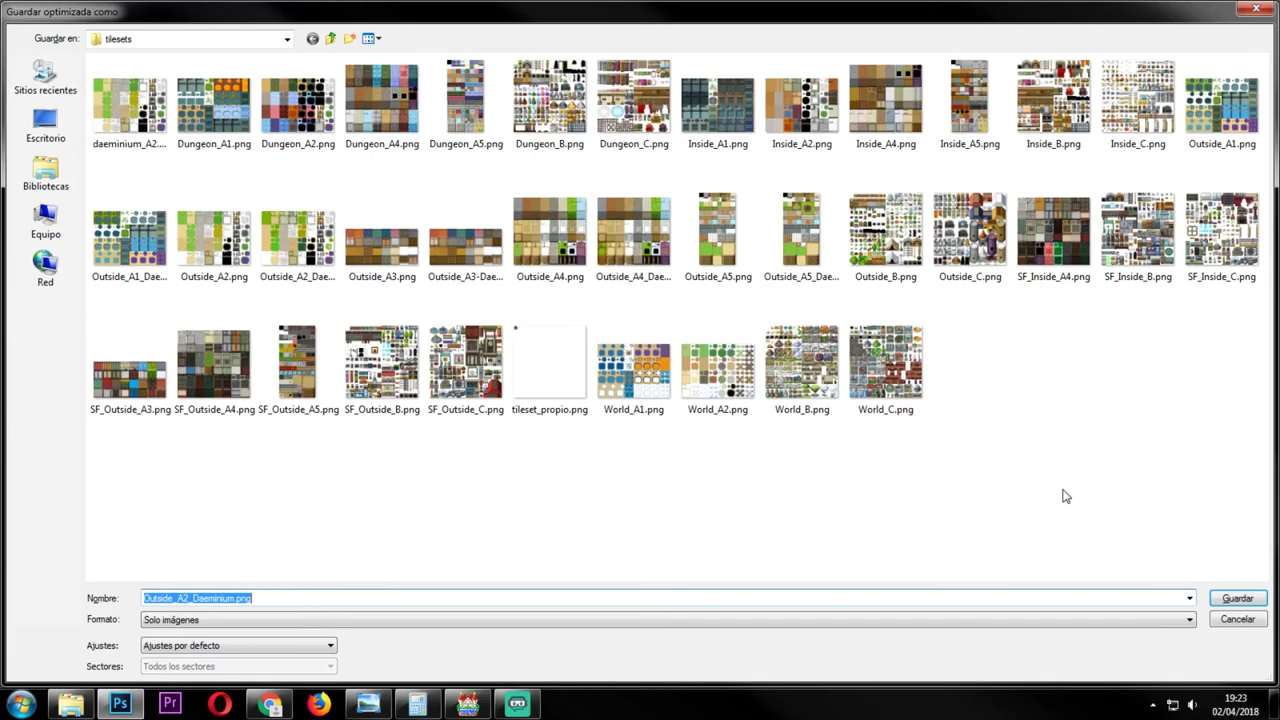 Guardar optimizada como
Guardar en: tilesets
Sitios recientes
Escritorio
Bibliotecas
Equipo
Red
daeminium_A2.... Dungeon_A1.png Dungeon_A2.png Dungeon_A4.png Dungeon_A5.png Dungeon_B.png Dungeon_C.png Inside_A1.png Inside_A2.png Inside_A4.png Inside_A5.png Inside_B.png Inside_C.png Outside_A1.png
Outside_A1_Dae... Outside_A2.png Outside_A2_Dae... Outside_A3.png Outside_A3-Dae... Outside_A4.png Outside_A4_Dae... Outside_A5.png Outside_A5_Dae... Outside_B.png Outside_C.png SF_Inside_A4.png SF_Inside_B.png SF_Inside_C.png
SF_Outside_A3.png SF_Outside_A4.png SF_Outside_A5.png SF_Outside_B.png SF_Outside_C.png tileset_propio.png World_A1.png World_A2.png World_B.png World_C.png
Nombre: Outside_A2_Daeminium.png Guardar
Formato: Solo imágenes Cancelar
Ajustes: Ajustes por defecto
Sectores: Todos los sectores
Ps Pr
19:23
02/04/2018